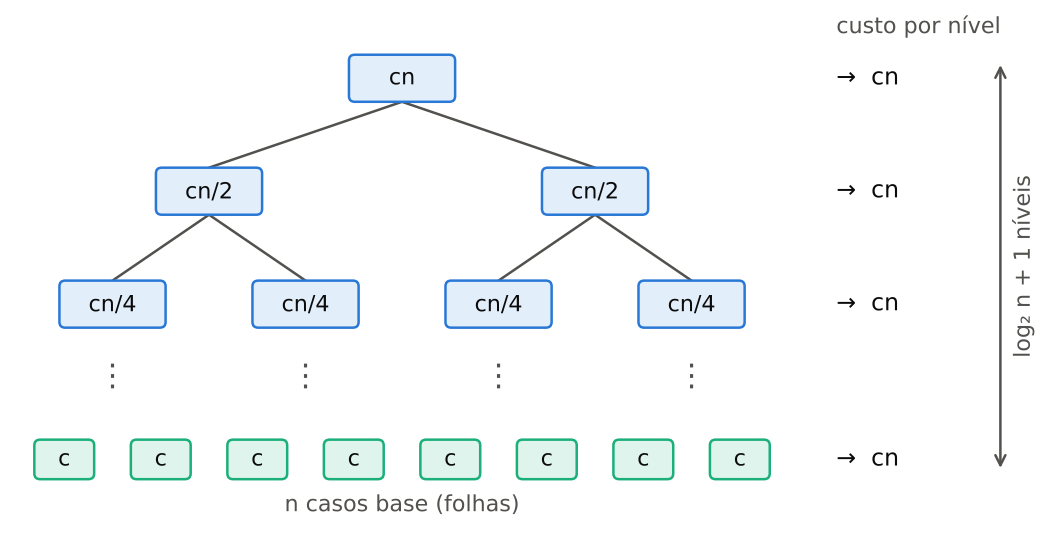 custo por nível
cn
→ cn
cn/2
cn/2
→ cn
cn/4
cn/4
cn/4
cn/4
→ cn
⋮
⋮
⋮
⋮
c
c
c
c
c
c
c
c
→ cn
n casos base (folhas)
log₂ n + 1 níveis